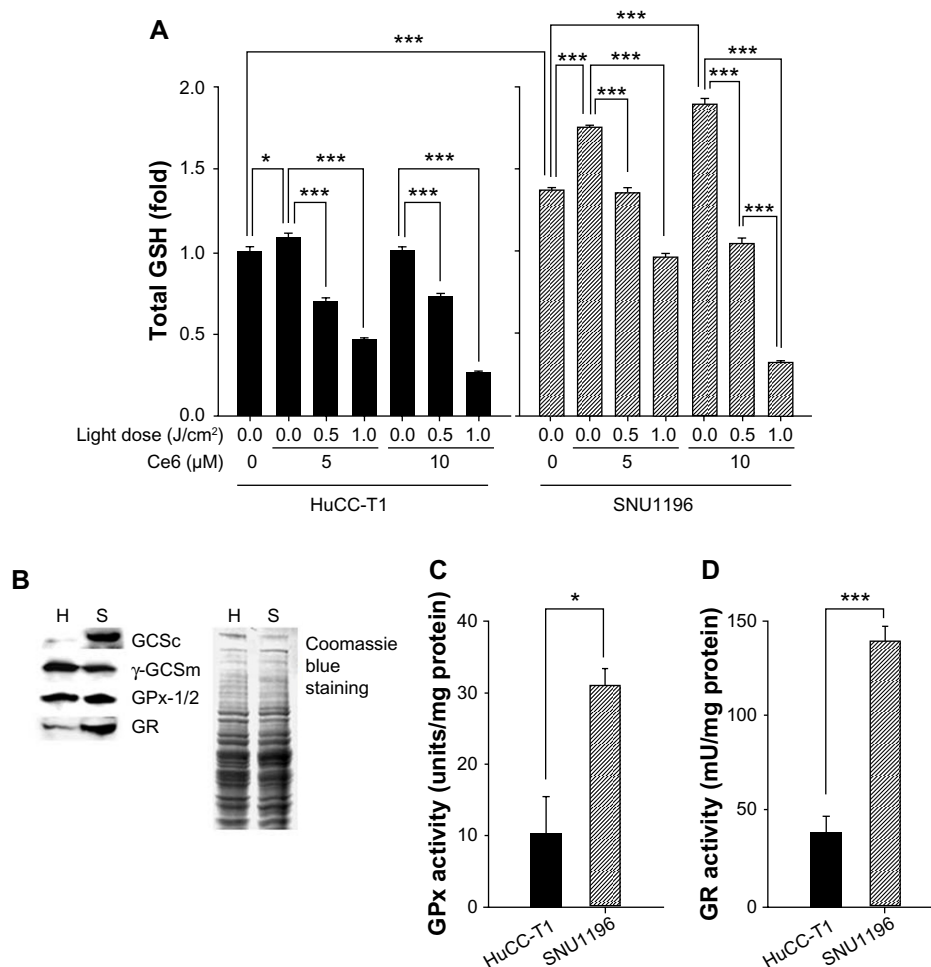 A
Total GSH (fold)
2.0
1.5
1.0
0.5
0.0
***
***
***
***
***
***
***
***
***
*
***
***
***
***
Light dose (J/cm²) 0.0 0.0 0.5 1.0 0.0 0.5 1.0 0.0 0.0 0.5 1.0 0.0 0.5 1.0
Ce6 (μM) 0 5 10 0 5 10
HuCC-T1 SNU1196
B
H S H S
GCSc
γ-GCSm
GPx-1/2
GR
Coomassie
blue
staining
C
GPx activity (units/mg protein)
40
30
20
10
0
*
HuCC-T1
SNU1196
D
GR activity (mU/mg protein)
150
100
50
0
***
HuCC-T1
SNU1196